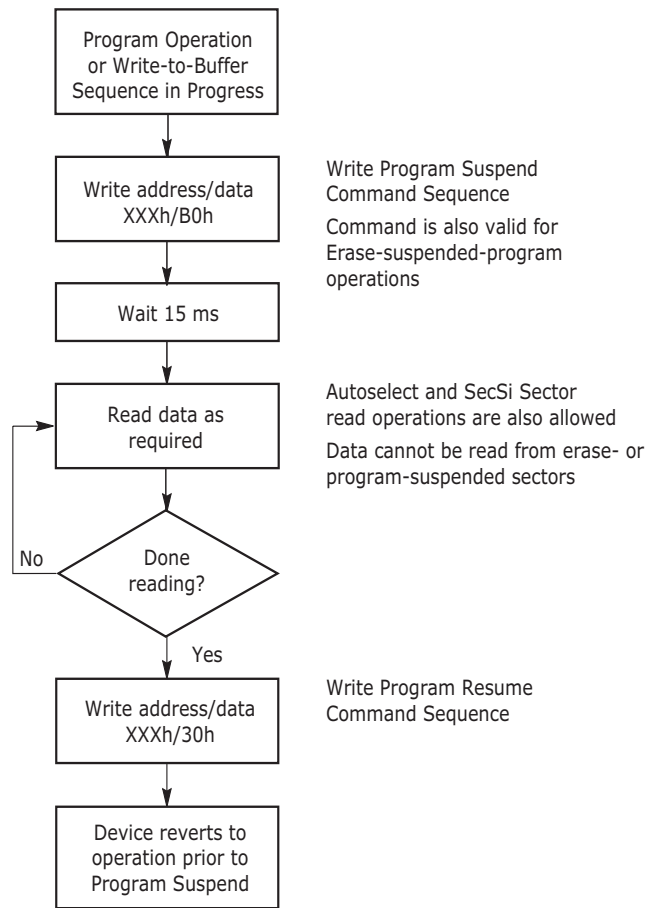 Program Operation
or Write-to-Buffer
Sequence in Progress
Write address/data
XXXh/B0h
Write Program Suspend
Command Sequence
Command is also valid for
Erase-suspended-program
operations
Wait 15 ms
Read data as
required
Autoselect and SecSi Sector
read operations are also allowed
Data cannot be read from erase- or
program-suspended sectors
No
Done
reading?
Yes
Write address/data
XXXh/30h
Write Program Resume
Command Sequence
Device reverts to
operation prior to
Program Suspend